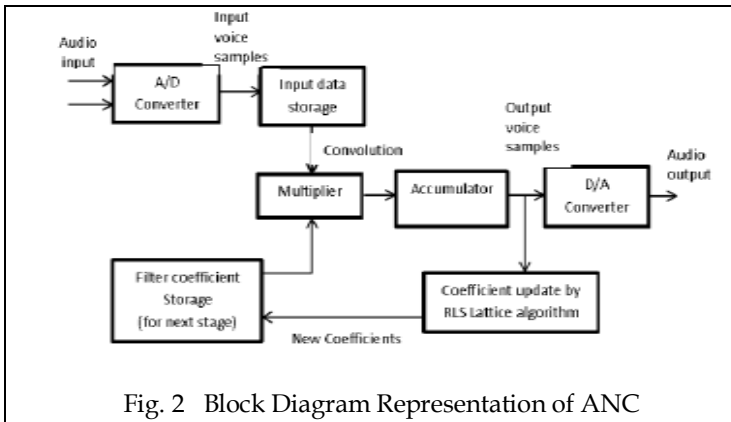 Audio
input
Input
voice
samples
A/D
Converter
Input data
storage
Convolution
Multiplier
Accumulator
Output
voice
samples
D/A
Converter
Audio
output
Filter coefficient
Storage
(for next stage)
New Coefficients
Coefficient update by
RLS Lattice algorithm
Fig. 2 Block Diagram Representation of ANC